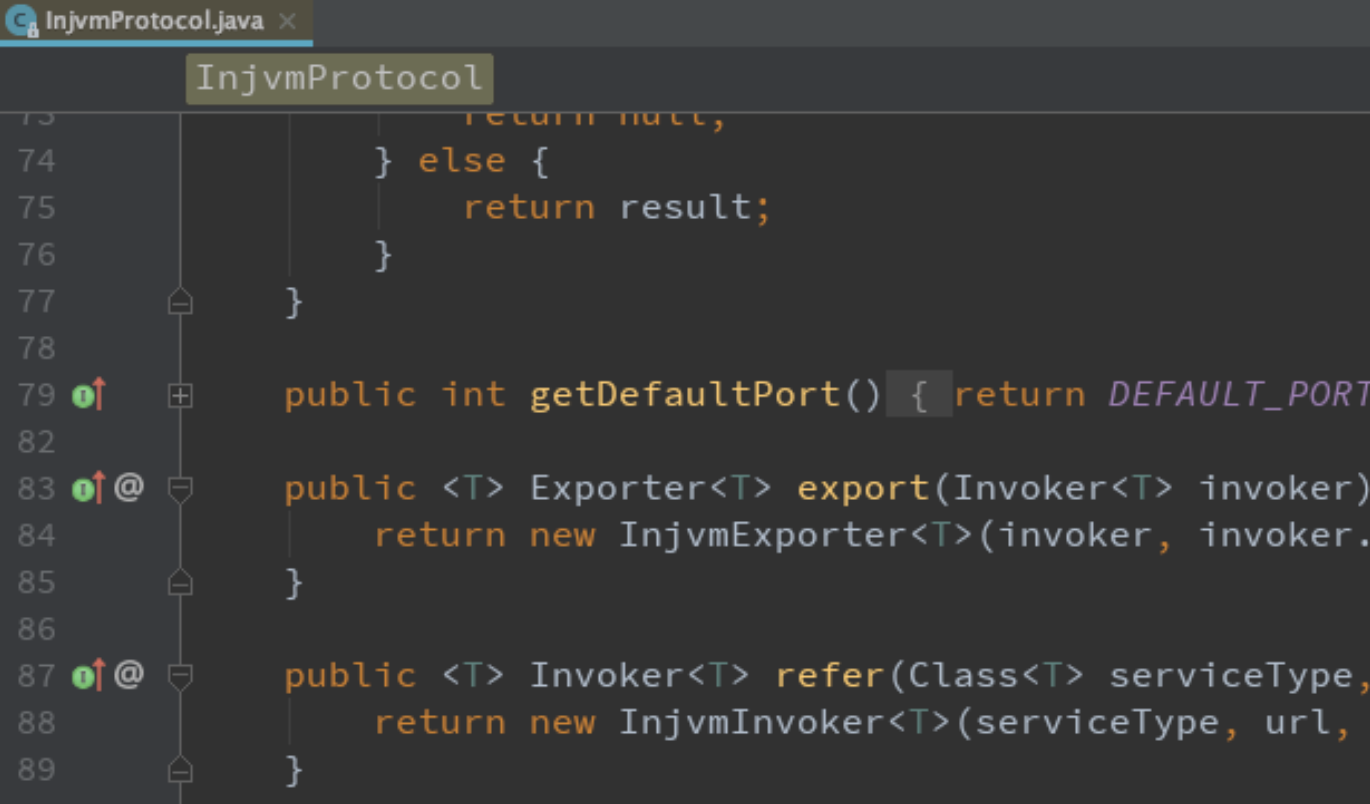 InjvmProtocol.java
InjvmProtocol
73 return null;
74 } else {
75 return result;
76 }
77 }
78
79 public int getDefaultPort() { return DEFAULT_PORT
82
83 @ public <T> Exporter<T> export(Invoker<T> invoker)
84 return new InjvmExporter<T>(invoker, invoker.
85 }
86
87 @ public <T> Invoker<T> refer(Class<T> serviceType,
88 return new InjvmInvoker<T>(serviceType, url,
89 }